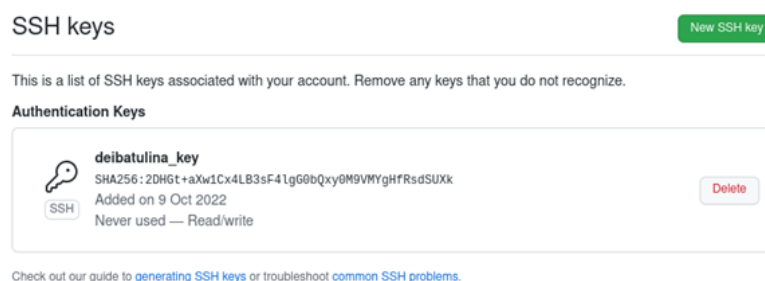 SSH keys
New SSH key
This is a list of SSH keys associated with your account. Remove any keys that you do not recognize.
Authentication Keys
deibatulina_key
SHA256:2DHGt+aXw1Cx4LB3sF4lgG0bQxy0M9VMYgHfRsdSUXk
Added on 9 Oct 2022
SSH
Never used — Read/write
Delete
Check out our guide to generating SSH keys or troubleshoot common SSH problems.